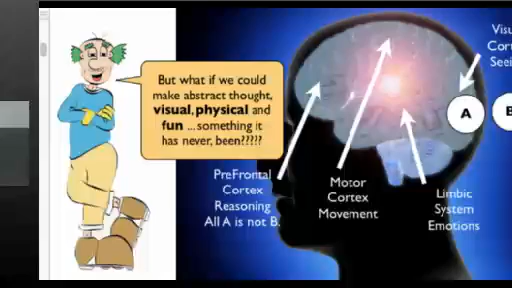 But what if we could
make abstract thought,
visual, physical and
fun ...something it
has never, been?????
PreFrontal
Cortex
Reasoning
All A is not B.
Motor
Cortex
Movement
Limbic
System
Emotions
A
B